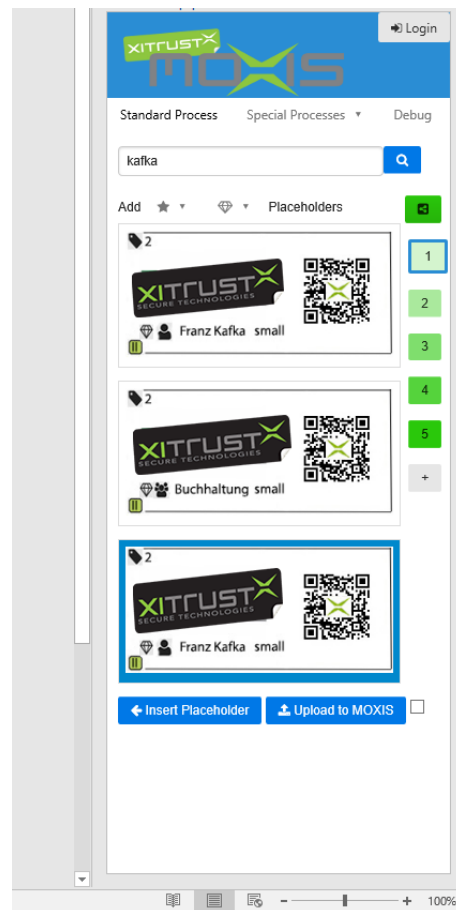 Login
XITRUST
MOXIS
Standard Process Special Processes Debug
kafka
Add Placeholders
2
XITRUST
SECURE TECHNOLOGIES
Franz Kafka small
1
2
3
2
XITRUST
SECURE TECHNOLOGIES
Buchhaltung small
4
5
+
2
XITRUST
SECURE TECHNOLOGIES
Franz Kafka small
Insert Placeholder Upload to MOXIS
- + 100%